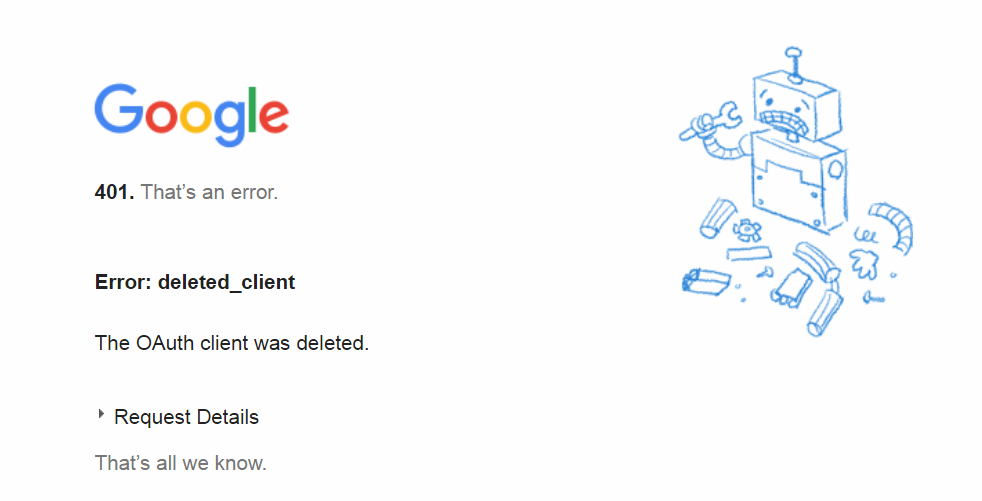 Google
401. That's an error.
Error: deleted_client
The OAuth client was deleted.
Request Details
That's all we know.